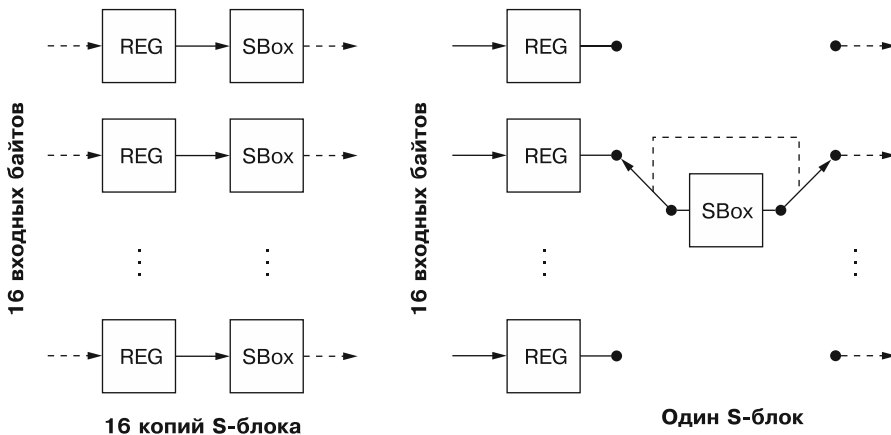 16 входных байтов
REG SBox
REG SBox
⋮ ⋮
REG SBox
16 копий S-блока
16 входных байтов
REG
REG
SBox
⋮ ⋮
REG
Один S-блок